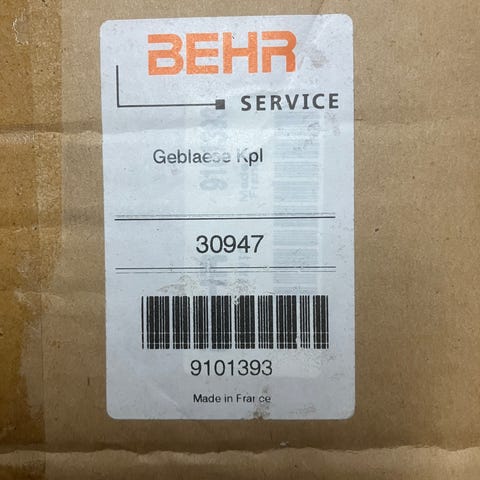 BEHR
SERVICE
Geblaese Kpl
30947
9101393
Made in France